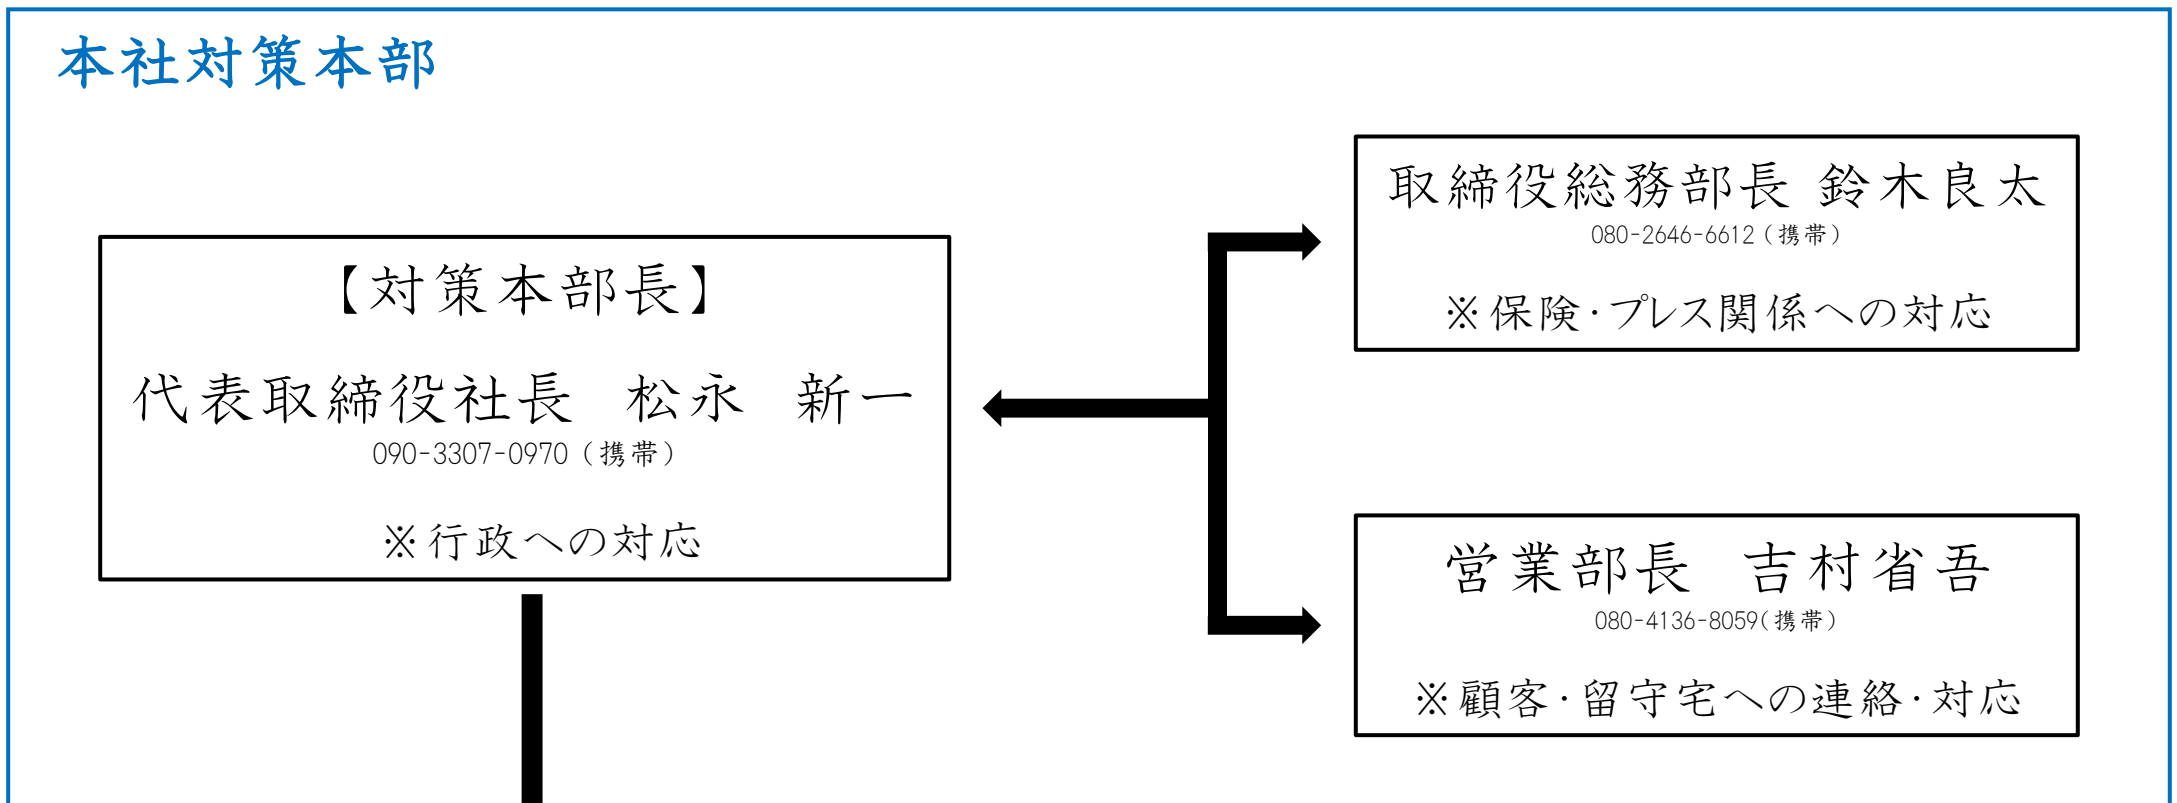 本社対策本部
【対策本部長】
代表取締役社長　松永　新一
090-3307-0970（携帯）
※行政への対応
取締役総務部長 鈴木良太
080-2646-6612（携帯）
※保険・プレス関係への対応
営業部長　吉村省吾
080-4136-8059(携帯)
※顧客・留守宅への連絡・対応